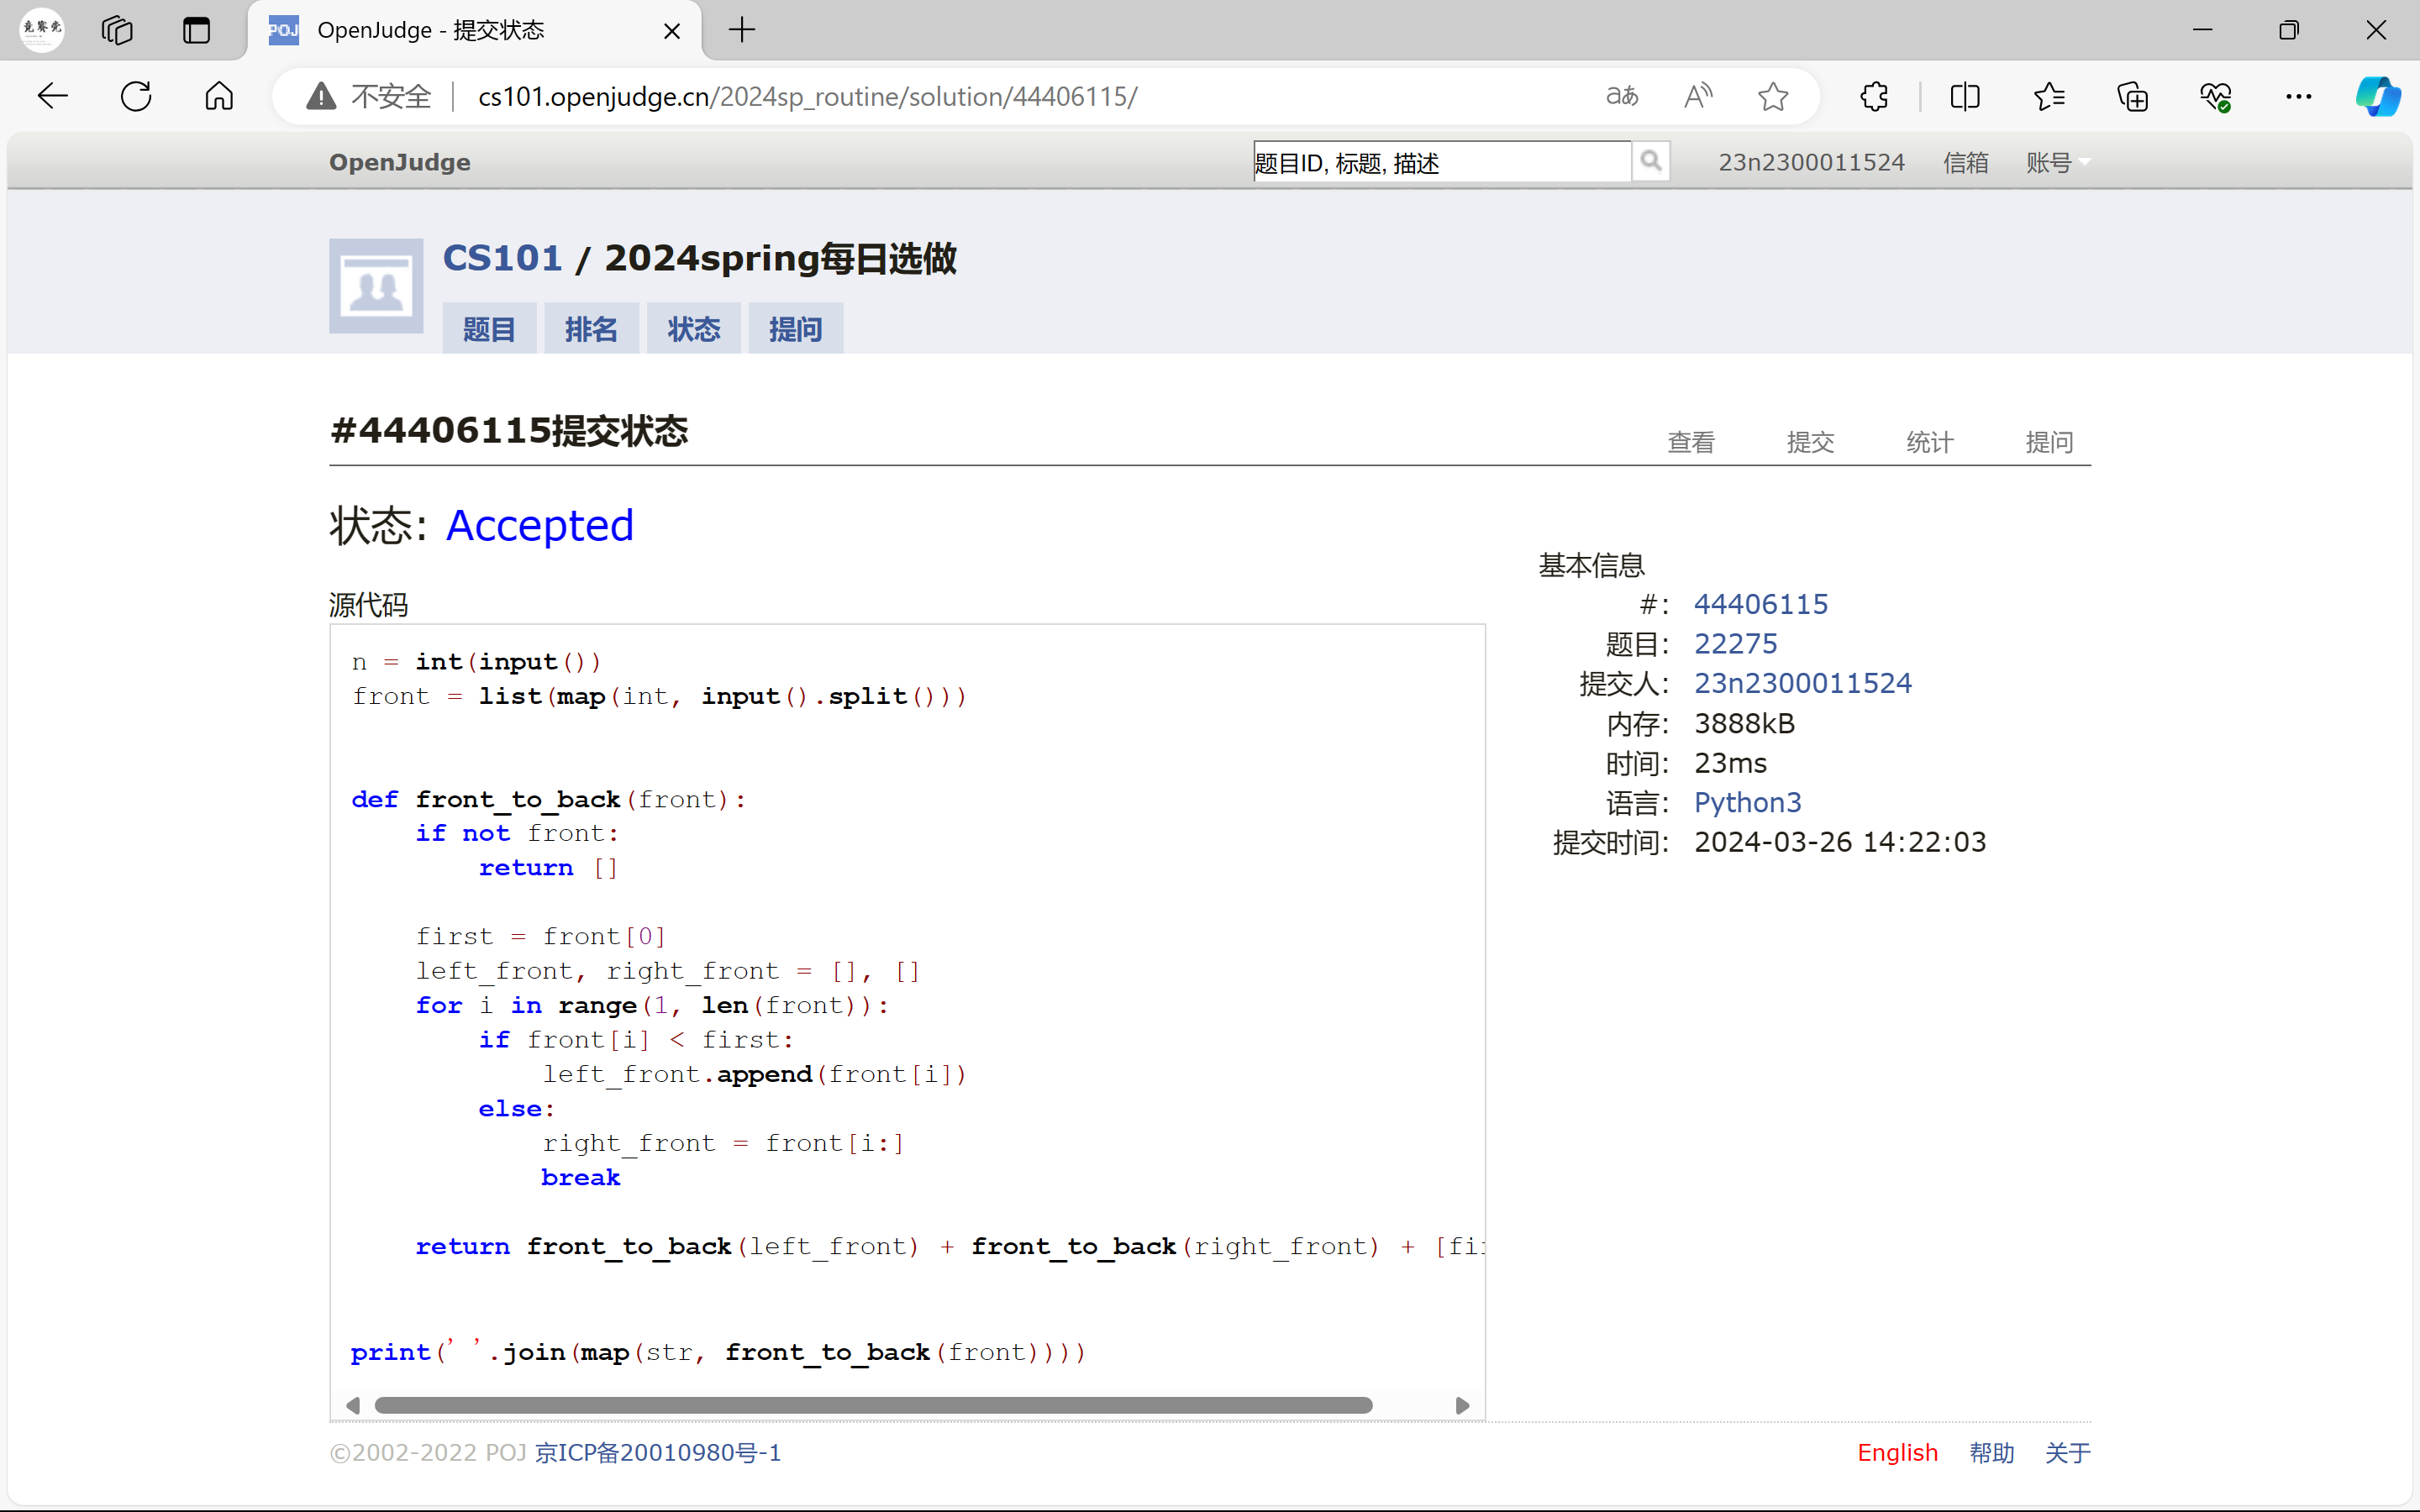 OpenJudge - 提交状态
不安全 cs101.openjudge.cn/2024sp_routine/solution/44406115/
OpenJudge 题目ID, 标题, 描述 23n2300011524 信箱 账号
CS101 / 2024spring每日选做
题目 排名 状态 提问
#44406115提交状态 查看 提交 统计 提问
状态: Accepted
源代码
n = int(input())
front = list(map(int, input().split()))
def front_to_back(front):
    if not front:
        return []
    first = front[0]
    left_front, right_front = [], []
    for i in range(1, len(front)):
        if front[i] < first:
            left_front.append(front[i])
        else:
            right_front = front[i:]
            break
    return front_to_back(left_front) + front_to_back(right_front) + [fi
print(' '.join(map(str, front_to_back(front))))
基本信息
#: 44406115
题目: 22275
提交人: 23n2300011524
内存: 3888kB
时间: 23ms
语言: Python3
提交时间: 2024-03-26 14:22:03
©2002-2022 POJ 京ICP备20010980号-1 English 帮助 关于